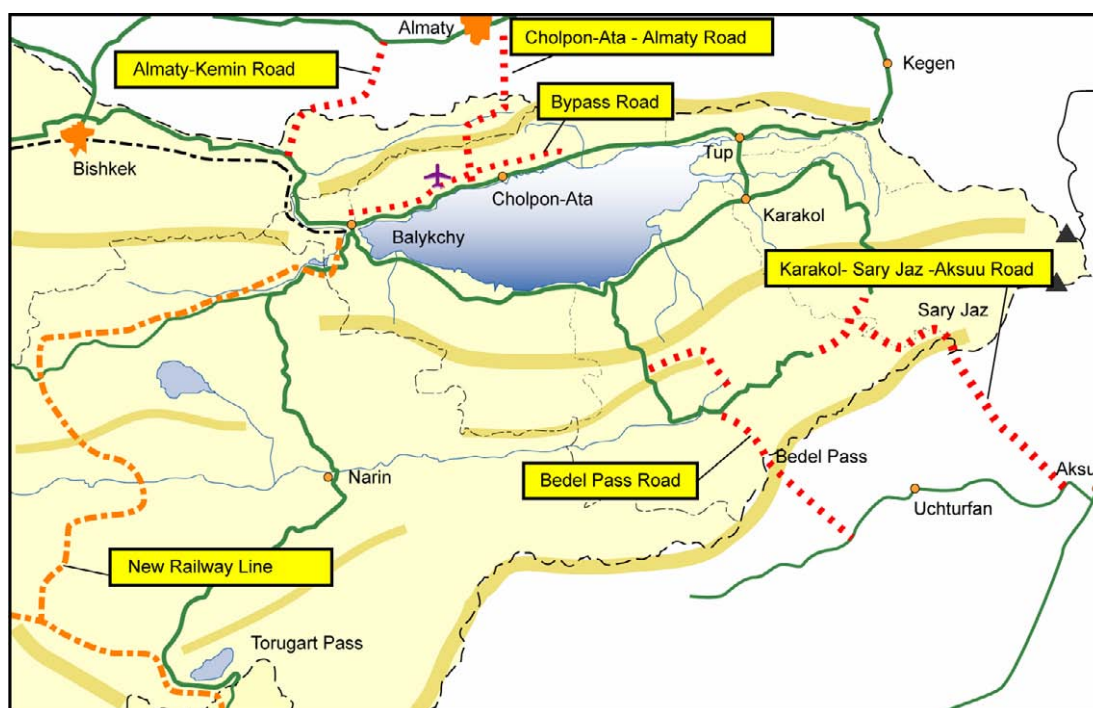 Almaty
Cholpon-Ata - Almaty Road
Almaty-Kemin Road
Kegen
Bypass Road
Bishkek
Tup
Cholpon-Ata
Karakol
Balykchy
Karakol- Sary Jaz -Aksuu Road
Sary Jaz
Bedel Pass
Aksu
Narin
Bedel Pass Road
Uchturfan
New Railway Line
Torugart Pass